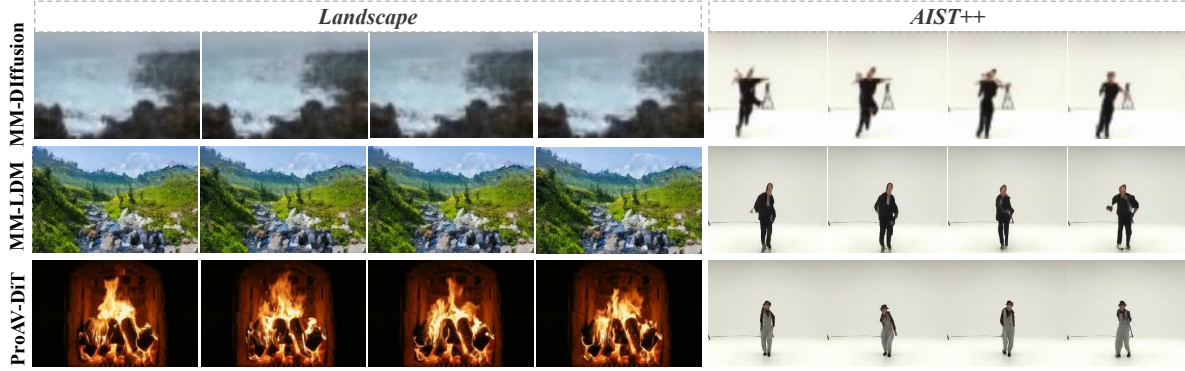 Landscape
AIST++
MM-DIffusion
MM-LDM
ProAV-DiT